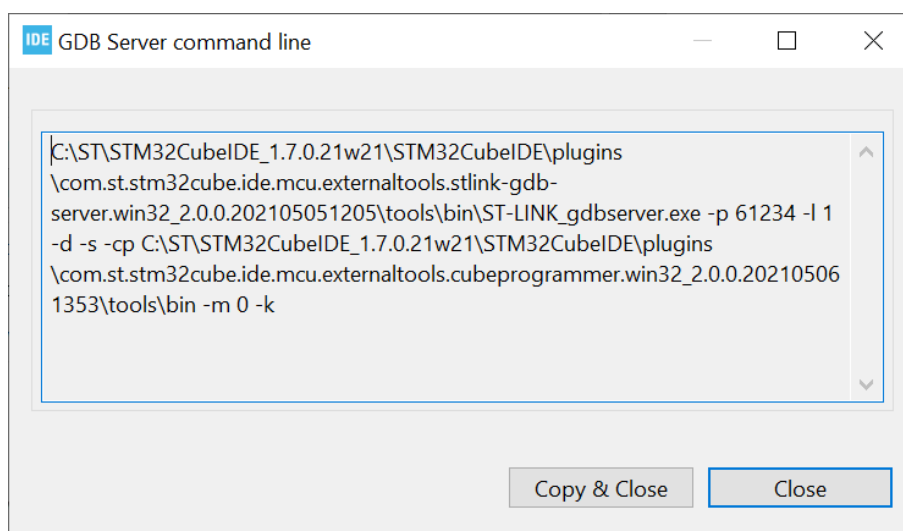 IDE GDB Server command line
C:\ST\STM32CubeIDE_1.7.0.21w21\STM32CubeIDE\plugins
\com.st.stm32cube.ide.mcu.externaltools.stlink-gdb-
server.win32_2.0.0.202105051205\tools\bin\ST-LINK_gdbserver.exe -p 61234 -l 1
-d -s -cp C:\ST\STM32CubeIDE_1.7.0.21w21\STM32CubeIDE\plugins
\com.st.stm32cube.ide.mcu.externaltools.cubeprogrammer.win32_2.0.0.20210506
1353\tools\bin -m 0 -k
Copy & Close Close